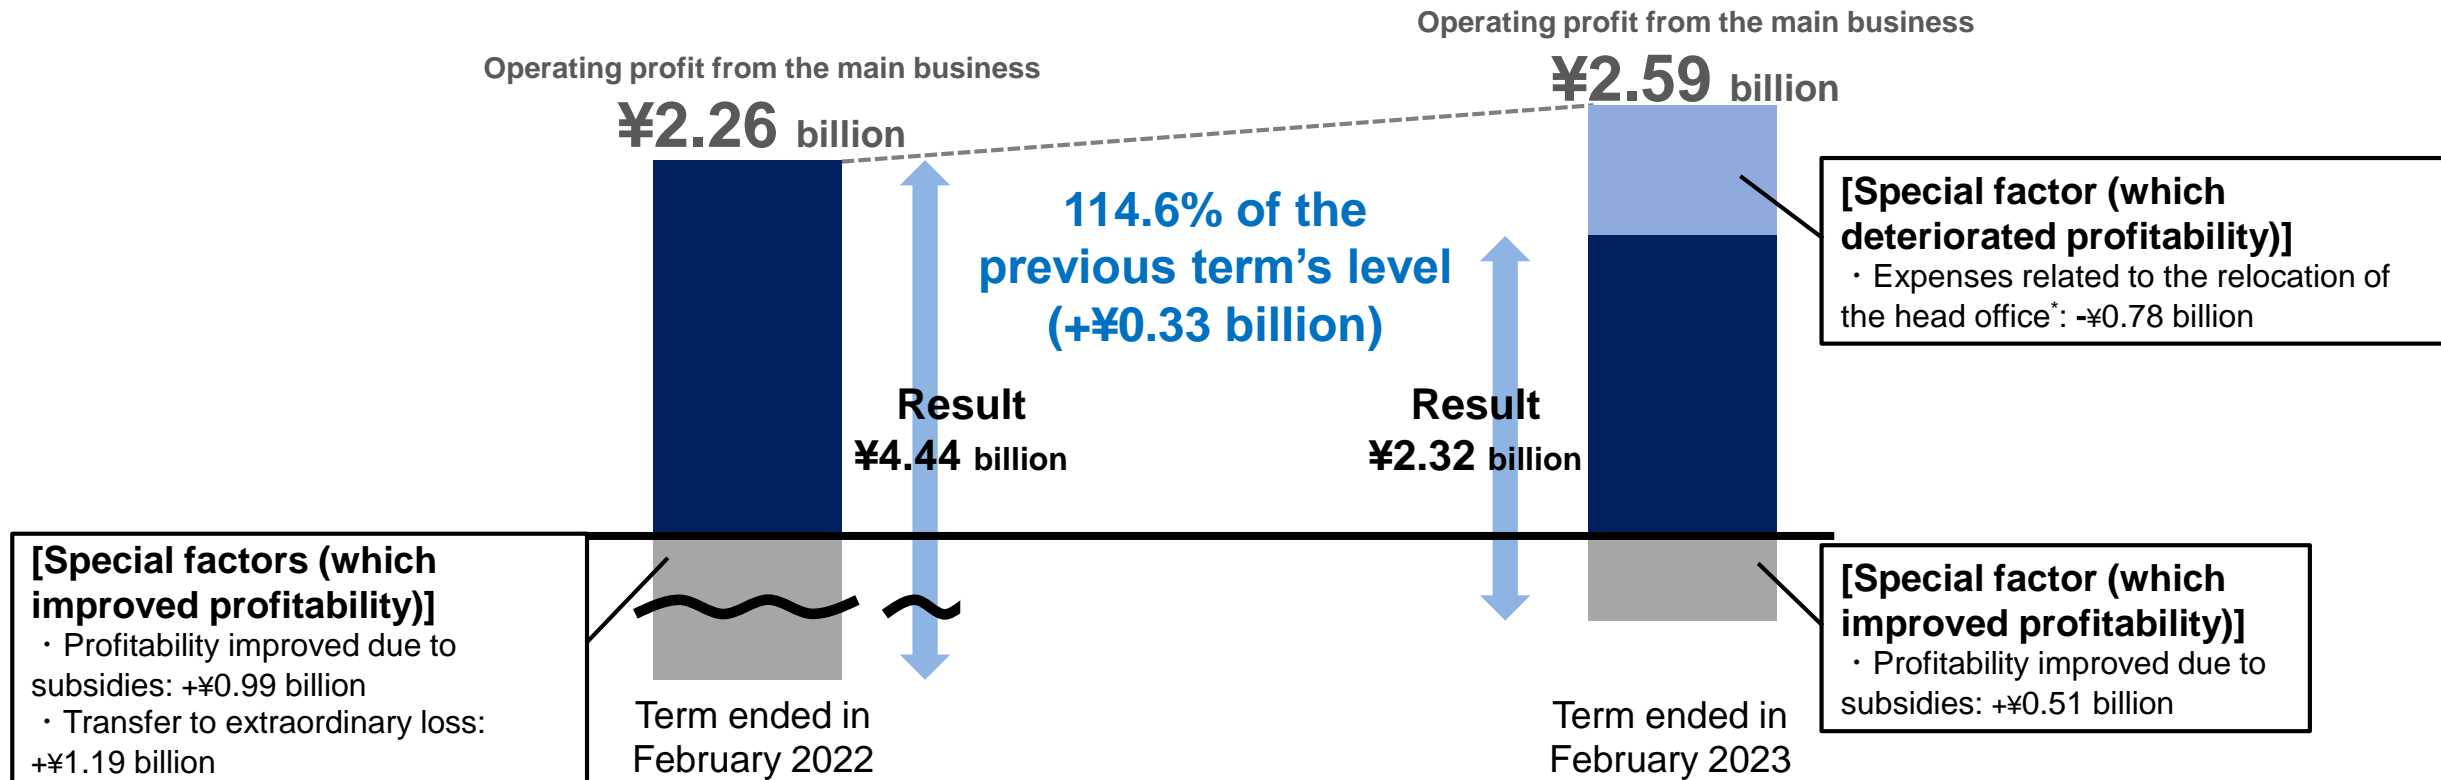 Operating profit from the main business
¥2.26 billion
Operating profit from the main business
¥2.59 billion
114.6% of the
previous term’s level
(+¥0.33 billion)
[Special factor (which
deteriorated profitability)]
・Expenses related to the relocation of
the head office*: -¥0.78 billion
Result
¥4.44 billion
Result
¥2.32 billion
[Special factors (which
improved profitability)]
・Profitability improved due to
subsidies: +¥0.99 billion
・Transfer to extraordinary loss:
+¥1.19 billion
[Special factor (which
improved profitability)]
・Profitability improved due to
subsidies: +¥0.51 billion
Term ended in
February 2022
Term ended in
February 2023